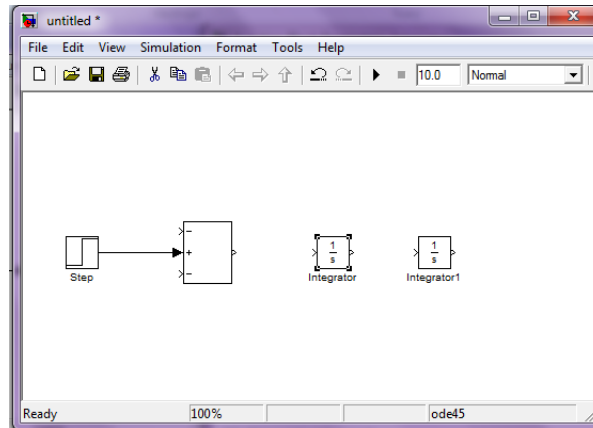 untitled *
File Edit View Simulation Format Tools Help
10.0 Normal
−
+
−
Step
1
s
Integrator
1
s
Integrator1
Ready 100% ode45